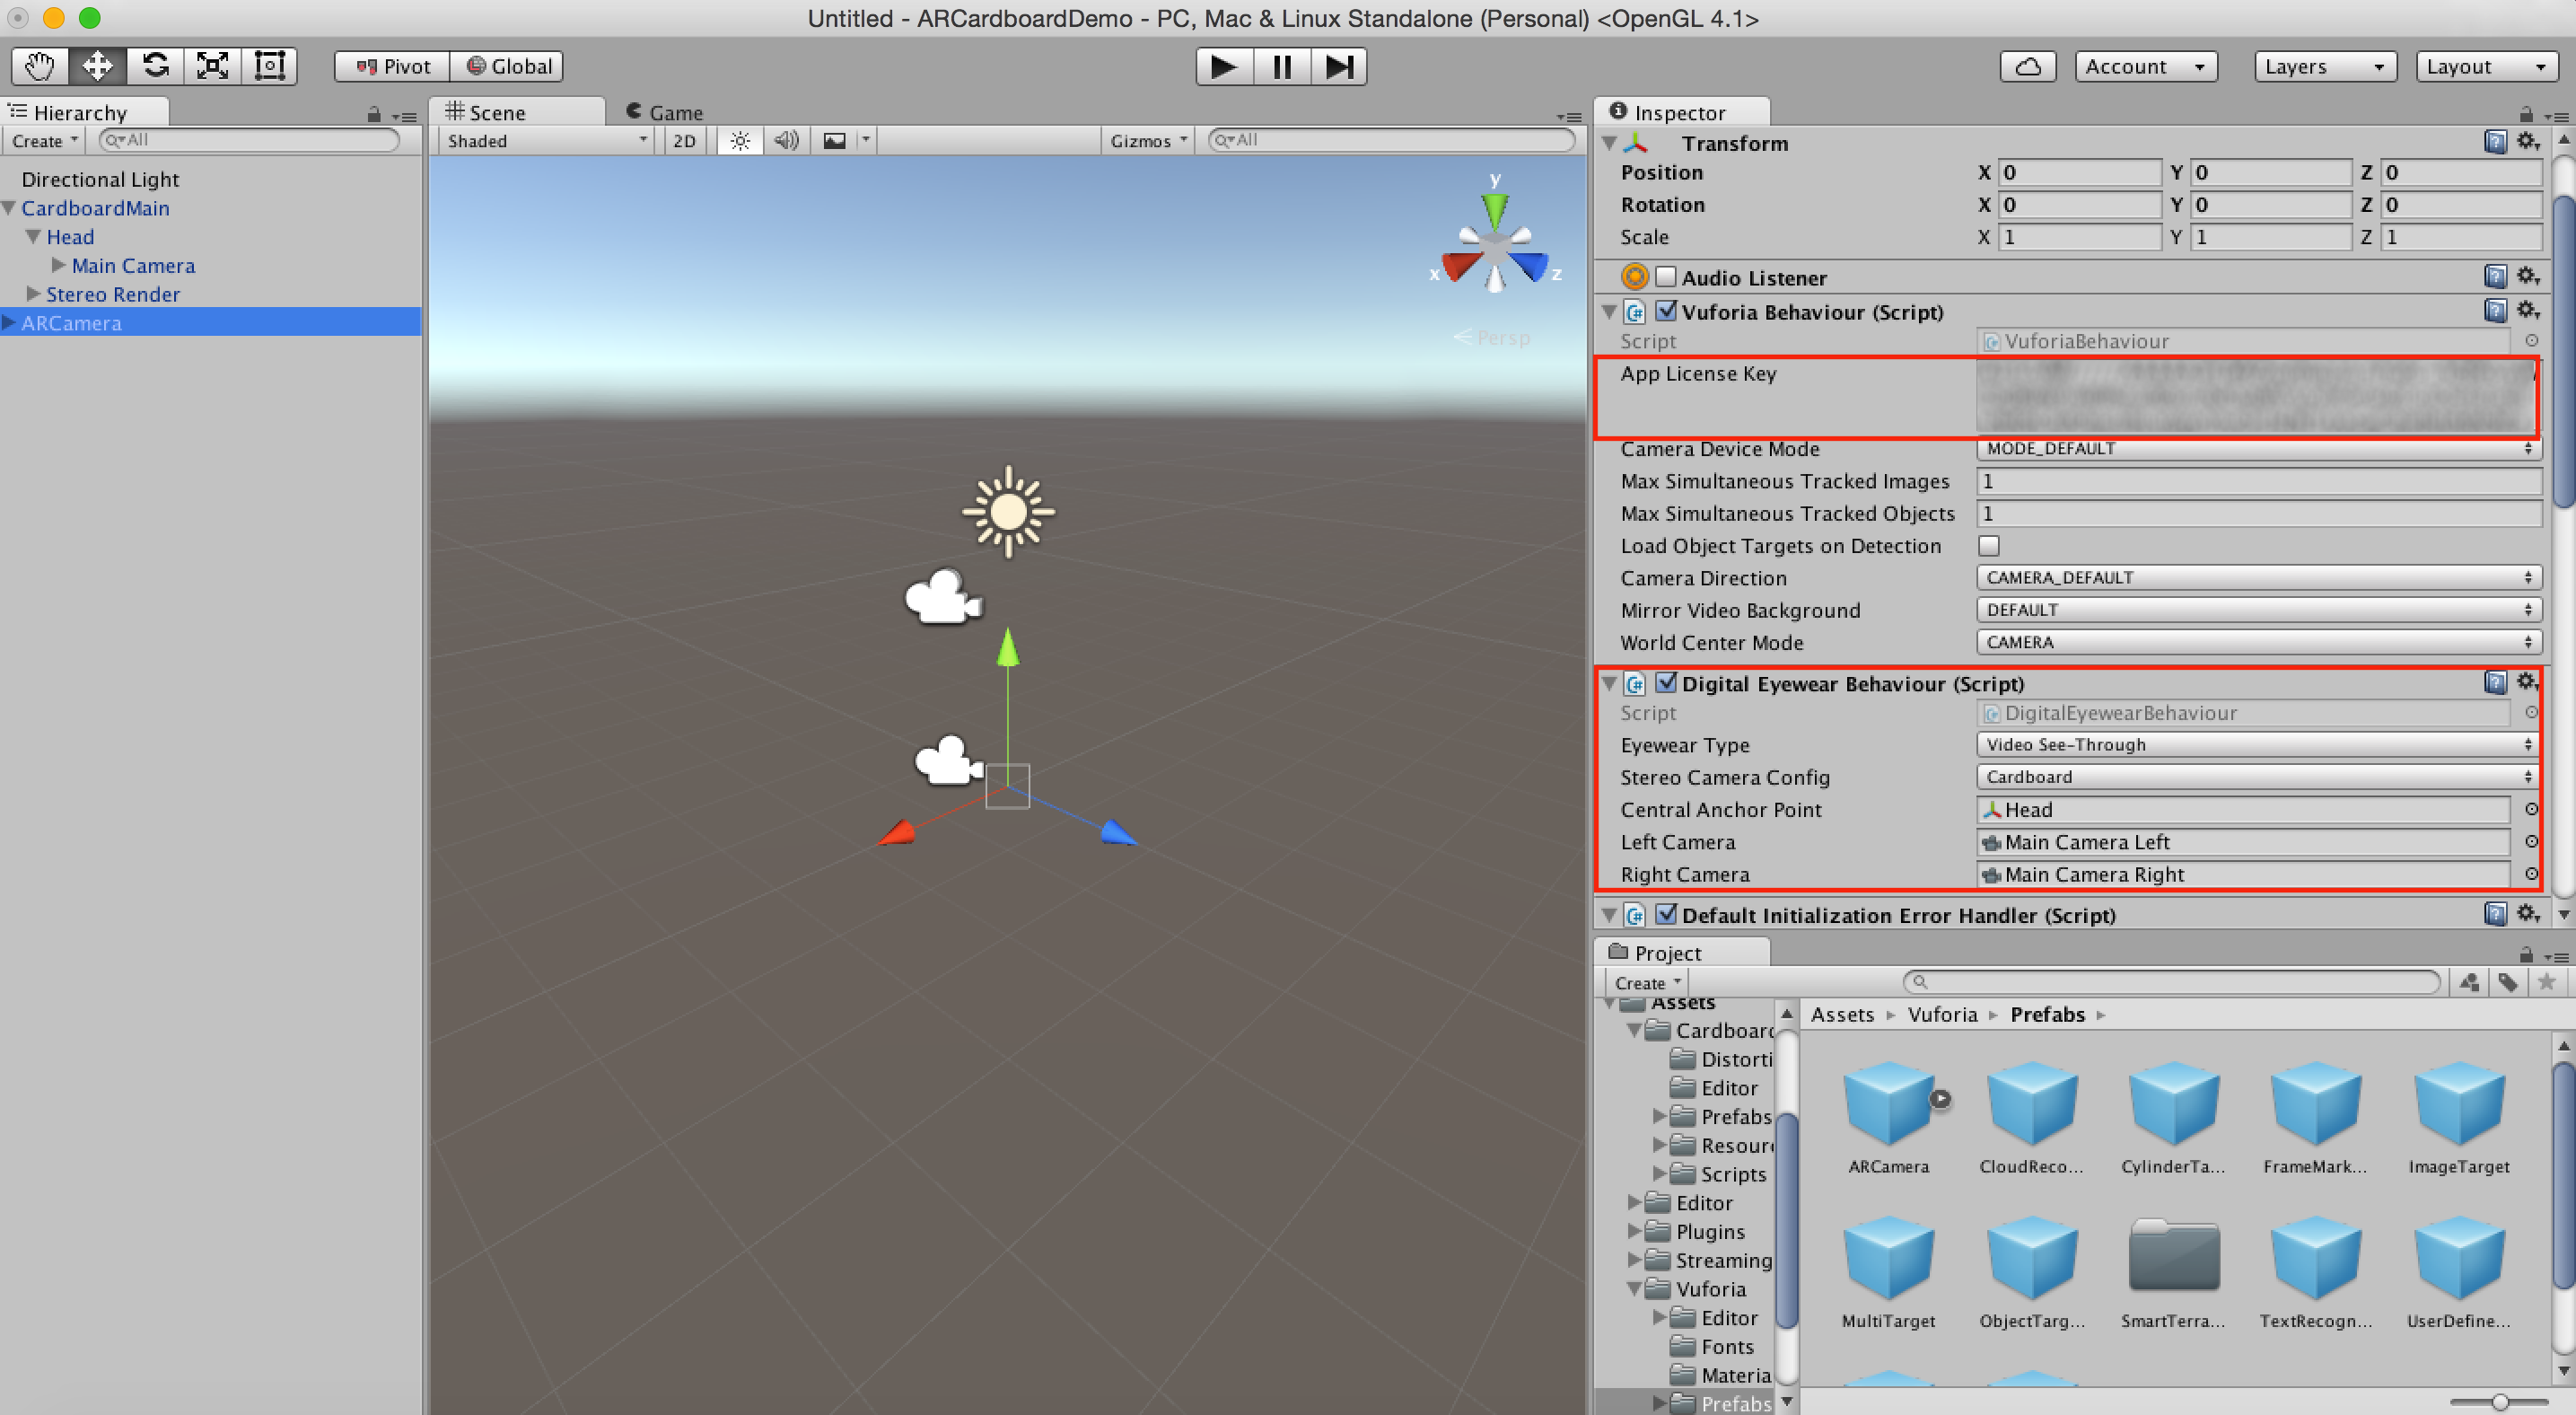 Untitled - ARCardboardDemo - PC, Mac & Linux Standalone (Personal) <OpenGL 4.1>
Pivot Global Account Layers Layout
Hierarchy
Create All
Directional Light
CardboardMain
Head
Main Camera
Stereo Render
ARCamera
Scene Game
Shaded 2D Gizmos All
y
x z
Persp
Inspector
Transform
Position X 0 Y 0 Z 0
Rotation X 0 Y 0 Z 0
Scale X 1 Y 1 Z 1
Audio Listener
Vuforia Behaviour (Script)
Script VuforiaBehaviour
App License Key
Camera Device Mode MODE_DEFAULT
Max Simultaneous Tracked Images 1
Max Simultaneous Tracked Objects 1
Load Object Targets on Detection
Camera Direction CAMERA_DEFAULT
Mirror Video Background DEFAULT
World Center Mode CAMERA
Digital Eyewear Behaviour (Script)
Script DigitalEyewearBehaviour
Eyewear Type Video See-Through
Stereo Camera Config Cardboard
Central Anchor Point Head
Left Camera Main Camera Left
Right Camera Main Camera Right
Default Initialization Error Handler (Script)
Project
Create
Assets
Cardboard
Distorti
Editor
Prefabs
Resour
Scripts
Editor
Plugins
Streaming
Vuforia
Editor
Fonts
Materia
Prefabs
Assets Vuforia Prefabs
ARCamera CloudReco... CylinderTa... FrameMark... ImageTarget
MultiTarget ObjectTarg... SmartTerra... TextRecogn... UserDefine...